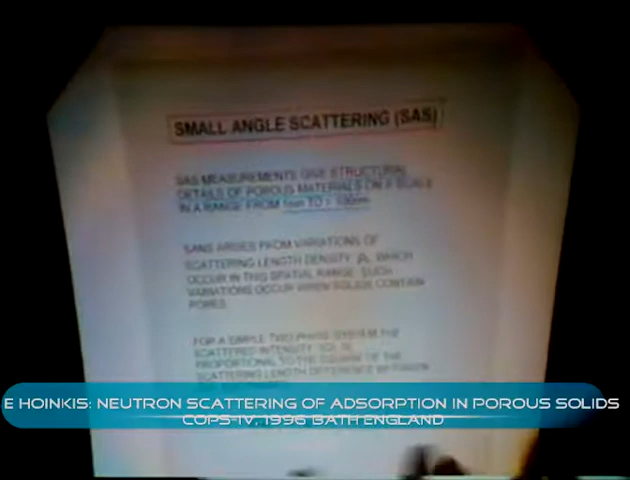 SMALL ANGLE SCATTERING (SAS)
SAS MEASUREMENTS GIVE STRUCTURAL
DETAILS OF POROUS MATERIALS ON A SCALE
IN A RANGE FROM 1nm TO > 100nm
SANS ARISES FROM VARIATIONS OF
SCATTERING LENGTH DENSITY, WHICH
OCCUR IN THIS SPATIAL RANGE. SUCH
VARIATIONS OCCUR WHEN SOLIDS CONTAIN
PORES.
FOR A SIMPLE TWO PHASE SYSTEM THE
SCATTERED INTENSITY IS
PROPORTIONAL TO THE SQUARE OF THE
SCATTERING LENGTH DIFFERENCE BETWEEN
E HOINKIS: NEUTRON SCATTERING OF ADSORPTION IN POROUS SOLIDS
COPS-IV, 1996 BATH ENGLAND